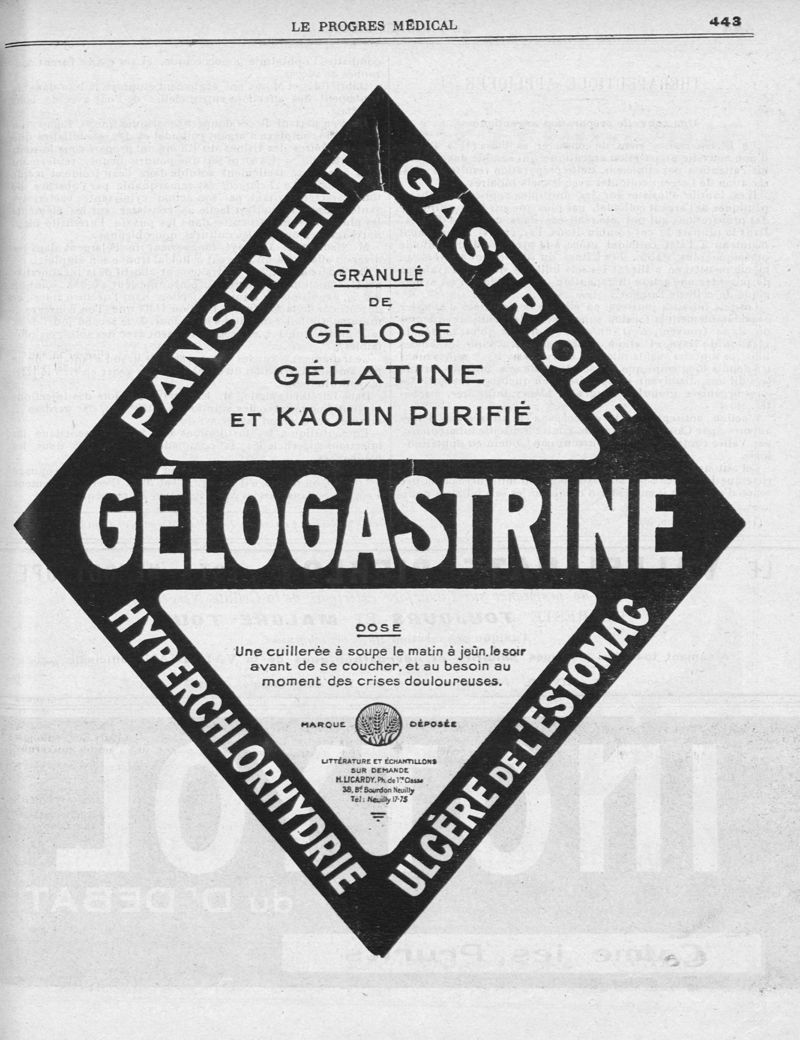 LE PROGRES MÉDICAL
443
PANSEMENT
GASTRIQUE
GRANULÉ
DE
GELOSE
GÉLATINE
ET KAOLIN PURIFIÉ
GÉLOGASTRINE
DOSE
Une cuillerée à soupe le matin à jeûn, le soir
avant de se coucher, et au besoin au
moment des crises douloureuses.
MARQUE DÉPOSÉE
LITTÉRATURE ET ÉCHANTILLONS
SUR DEMANDE
H. LICARDY, Ph. de 1re Classe
38, Bd Bourdon Neuilly
Tél: Neuilly 17-75
HYPERCHLORHYDRIE
ULCÈRE DE L'ESTOMAC